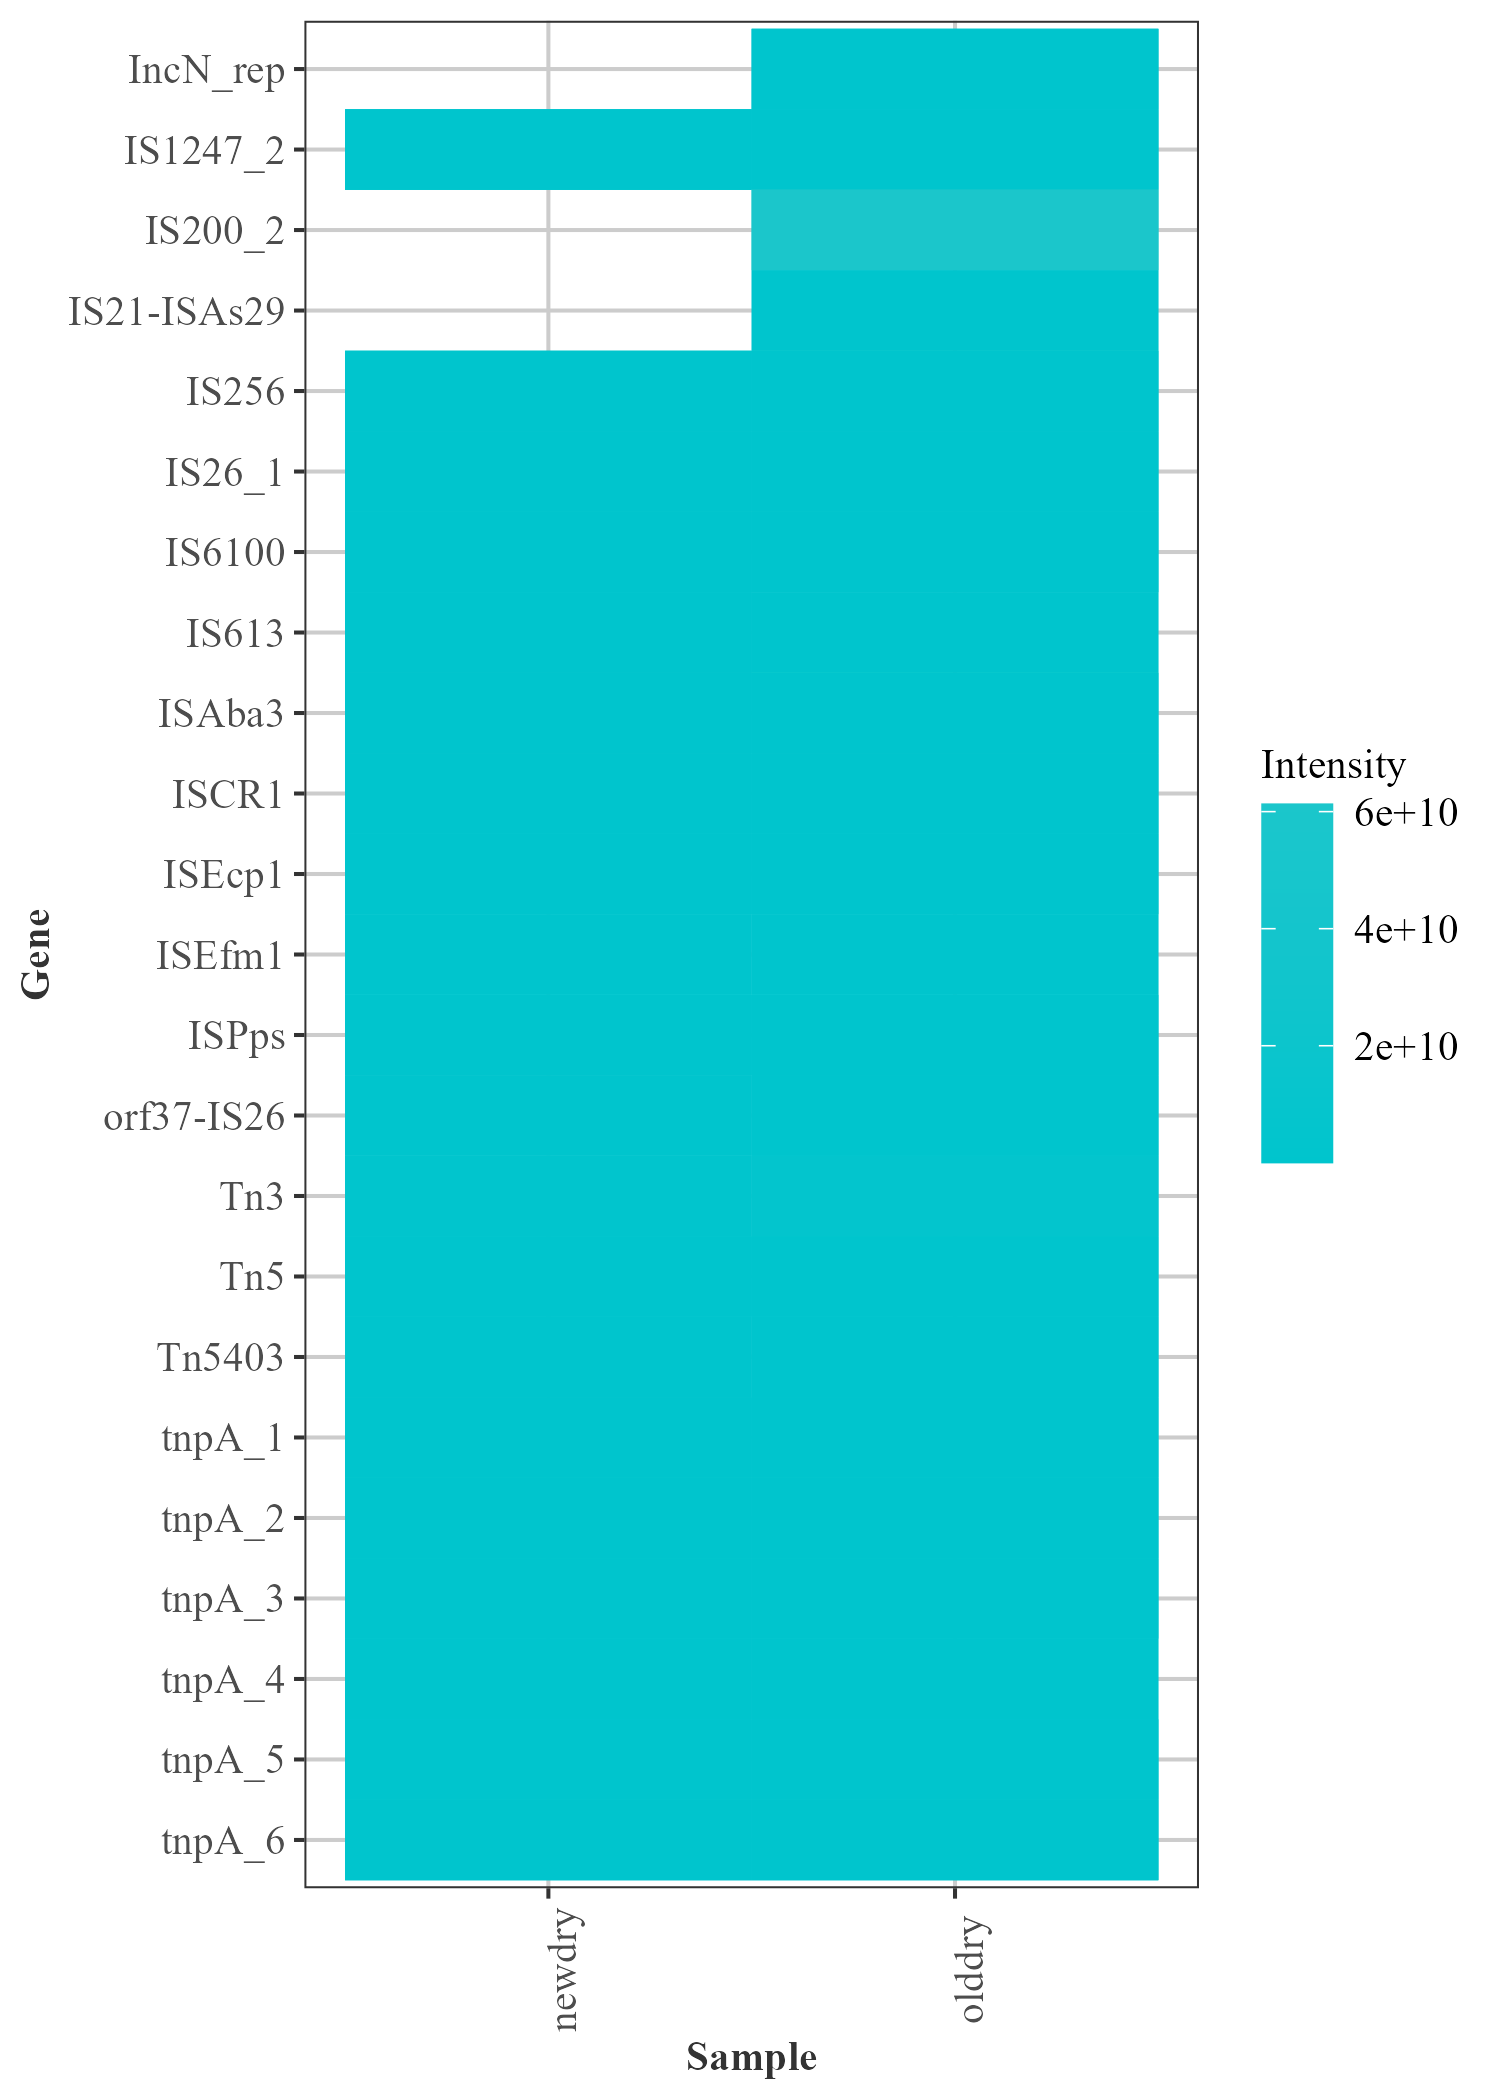 IncN_rep
IS1247_2
IS200_2
IS21-ISAs29
IS256
IS26_1
IS6100
IS613
ISAba3
ISCR1
ISEcp1
ISEfm1
ISPps
orf37-IS26
Tn3
Tn5
Tn5403
tnpA_1
tnpA_2
tnpA_3
tnpA_4
tnpA_5
tnpA_6
Gene
newdry
olddry
Sample
Intensity
6e+10
4e+10
2e+10